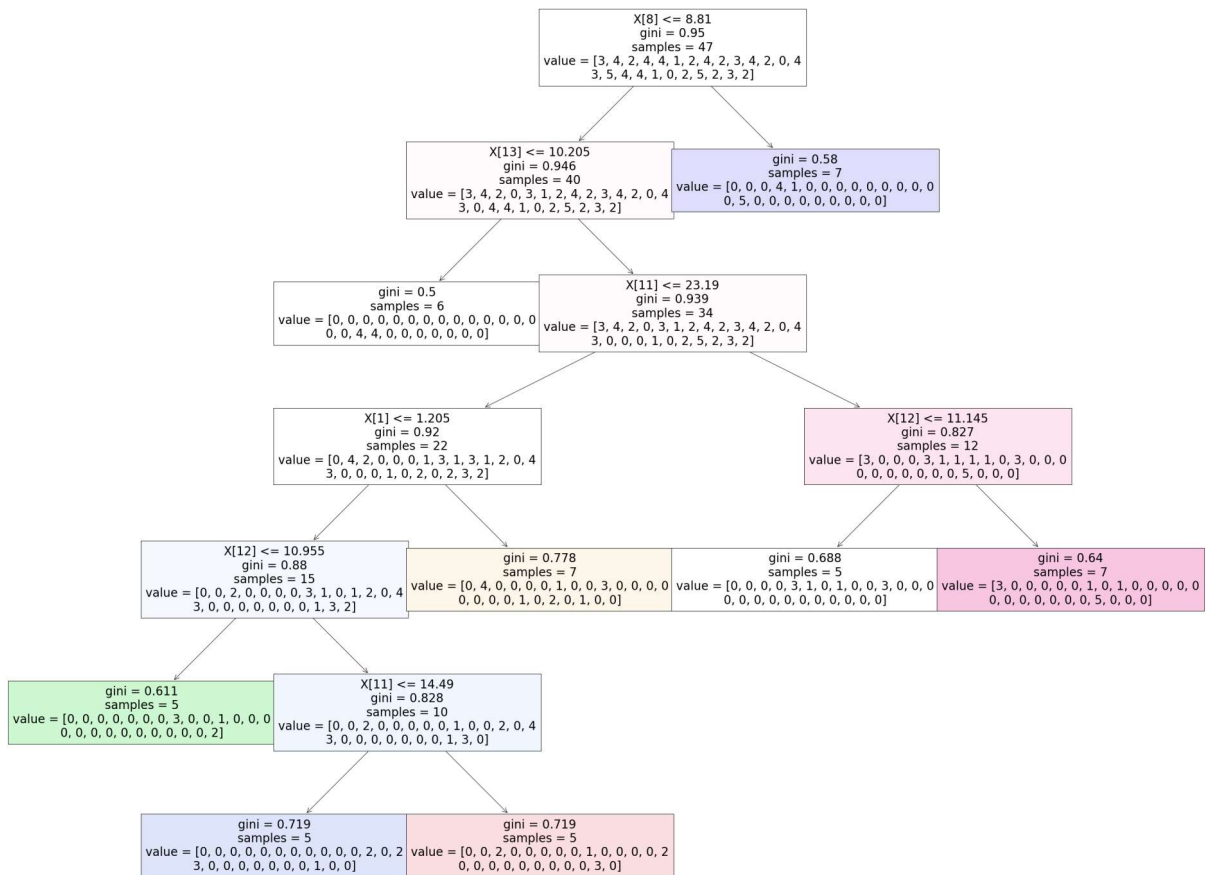 X[8] <= 8.81
gini = 0.95
samples = 47
value = [3, 4, 2, 4, 4, 1, 2, 4, 2, 3, 4, 2, 0, 4
3, 5, 4, 4, 1, 0, 2, 5, 2, 3, 2]
X[13] <= 10.205
gini = 0.946
samples = 40
value = [3, 4, 2, 0, 3, 1, 2, 4, 2, 3, 4, 2, 0, 4
3, 0, 4, 4, 1, 0, 2, 5, 2, 3, 2]
gini = 0.58
samples = 7
value = [0, 0, 0, 4, 1, 0, 0, 0, 0, 0, 0, 0, 0, 0
0, 5, 0, 0, 0, 0, 0, 0, 0, 0, 0]
gini = 0.5
samples = 6
value = [0, 0, 0, 0, 0, 0, 0, 0, 0, 0, 0, 0, 0, 0
0, 0, 4, 4, 0, 0, 0, 0, 0, 0, 0]
X[11] <= 23.19
gini = 0.939
samples = 34
value = [3, 4, 2, 0, 3, 1, 2, 4, 2, 3, 4, 2, 0, 4
3, 0, 0, 0, 1, 0, 2, 5, 2, 3, 2]
X[1] <= 1.205
gini = 0.92
samples = 22
value = [0, 4, 2, 0, 0, 0, 1, 3, 1, 3, 1, 2, 0, 4
3, 0, 0, 0, 1, 0, 2, 0, 2, 3, 2]
X[12] <= 11.145
gini = 0.827
samples = 12
value = [3, 0, 0, 0, 3, 1, 1, 1, 1, 0, 3, 0, 0, 0
0, 0, 0, 0, 0, 0, 0, 5, 0, 0, 0]
X[12] <= 10.955
gini = 0.88
samples = 15
value = [0, 0, 2, 0, 0, 0, 0, 3, 1, 0, 1, 2, 0, 4
3, 0, 0, 0, 0, 0, 0, 0, 1, 3, 2]
gini = 0.778
samples = 7
value = [0, 4, 0, 0, 0, 0, 1, 0, 0, 3, 0, 0, 0, 0
0, 0, 0, 0, 1, 0, 2, 0, 1, 0, 0]
gini = 0.688
samples = 5
value = [0, 0, 0, 0, 3, 1, 0, 1, 0, 0, 3, 0, 0, 0
0, 0, 0, 0, 0, 0, 0, 0, 0, 0, 0]
gini = 0.64
samples = 7
value = [3, 0, 0, 0, 0, 0, 1, 0, 1, 0, 0, 0, 0, 0
0, 0, 0, 0, 0, 0, 0, 5, 0, 0, 0]
gini = 0.611
samples = 5
value = [0, 0, 0, 0, 0, 0, 0, 3, 0, 0, 1, 0, 0, 0
0, 0, 0, 0, 0, 0, 0, 0, 0, 0, 2]
X[11] <= 14.49
gini = 0.828
samples = 10
value = [0, 0, 2, 0, 0, 0, 0, 0, 1, 0, 0, 2, 0, 4
3, 0, 0, 0, 0, 0, 0, 0, 1, 3, 0]
gini = 0.719
samples = 5
value = [0, 0, 0, 0, 0, 0, 0, 0, 0, 0, 0, 2, 0, 2
3, 0, 0, 0, 0, 0, 0, 0, 1, 0, 0]
gini = 0.719
samples = 5
value = [0, 0, 2, 0, 0, 0, 0, 0, 1, 0, 0, 0, 0, 2
0, 0, 0, 0, 0, 0, 0, 0, 0, 3, 0]